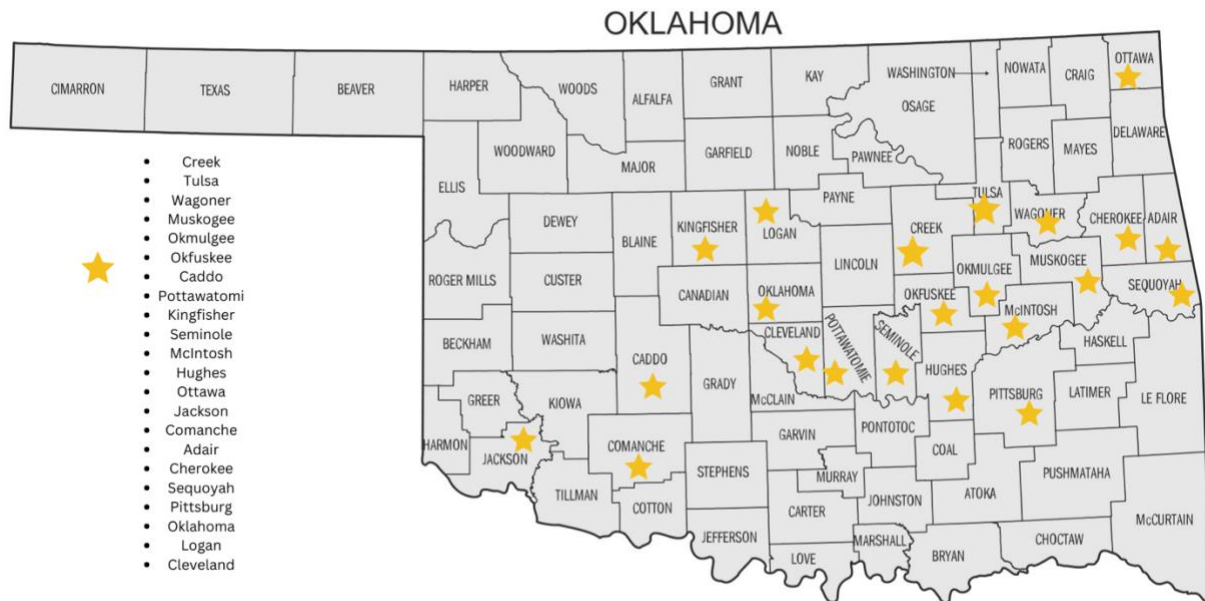 OKLAHOMA
CIMARRON
TEXAS
BEAVER
HARPER
WOODS
ALFALFA
GRANT
KAY
WASHINGTON
OSAGE
NOWATA
CRAIG
OTTAWA
WOODWARD
MAJOR
GARFIELD
NOBLE
PAWNEE
ROGERS
MAYES
DELAWARE
ELLIS
DEWEY
BLAINE
KINGFISHER
LOGAN
PAYNE
CREEK
TULSA
WAGONER
CHEROKEE
ADAIR
ROGER MILLS
CUSTER
CANADIAN
OKLAHOMA
LINCOLN
OKFUSKEE
OKMULGEE
MUSKOGEE
McINTOSH
SEQUOYAH
BECKHAM
WASHITA
CADDO
GRADY
CLEVELAND
McCLAIN
POTTAWATOMIE
SEMINOLE
HUGHES
PITTSBURG
HASKELL
LATIMER
LE FLORE
GREER
HARMON
JACKSON
KIOWA
COMANCHE
TILLMAN
COTTON
STEPHENS
JEFFERSON
GARVIN
MURRAY
CARTER
LOVE
PONTOTOC
JOHNSTON
MARSHALL
COAL
ATOKA
BRYAN
PUSHMATAHA
CHOCTAW
McCURTAIN
• Creek
• Tulsa
• Wagoner
• Muskogee
• Okmulgee
• Okfuskee
• Caddo
• Pottawatomi
• Kingfisher
• Seminole
• McIntosh
• Hughes
• Ottawa
• Jackson
• Comanche
• Adair
• Cherokee
• Sequoyah
• Pittsburg
• Oklahoma
• Logan
• Cleveland